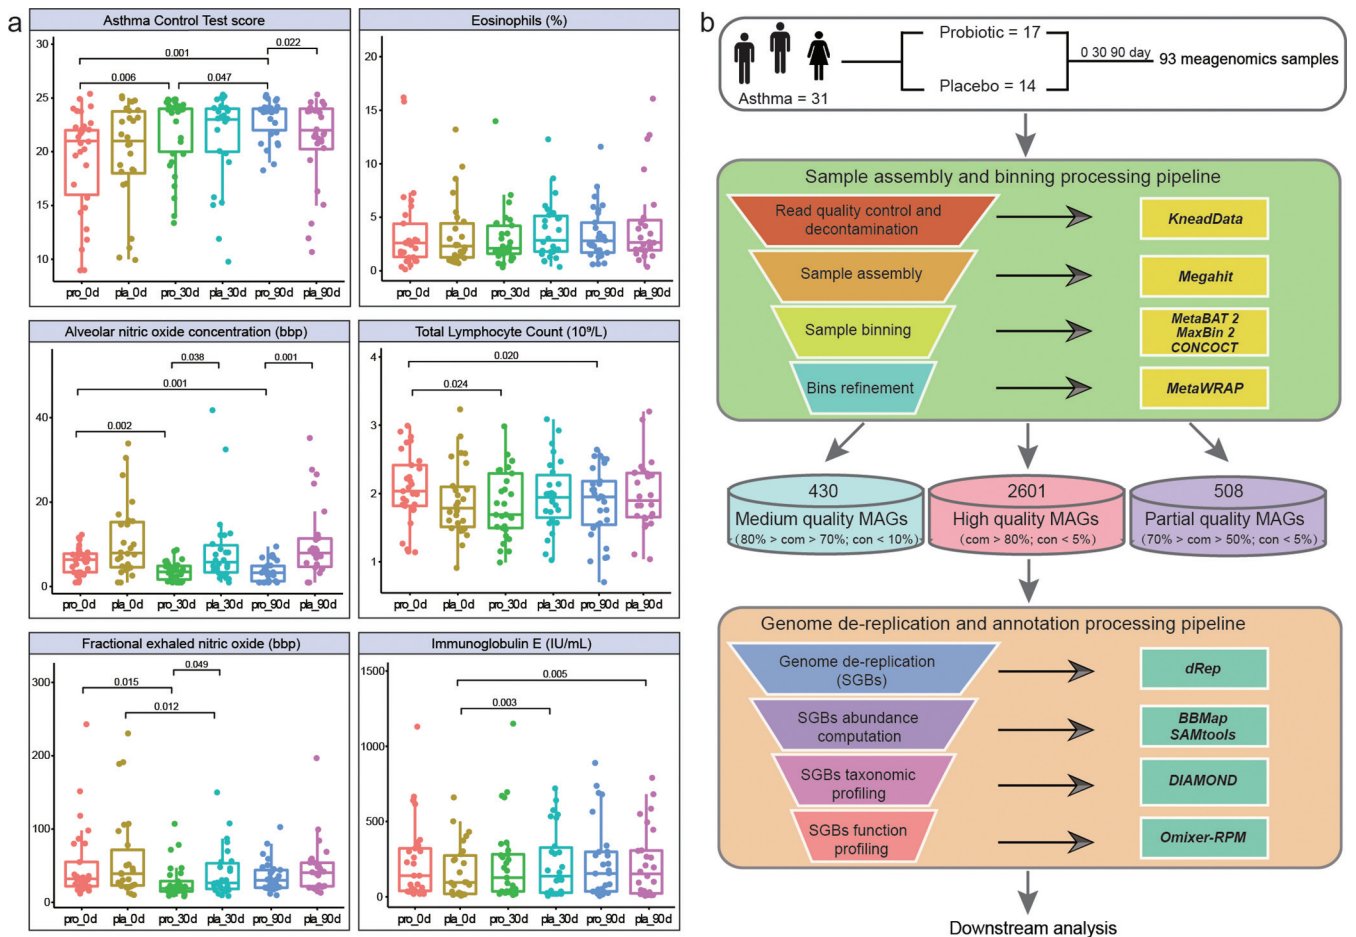 a
Asthma Control Test score
30
25
20
15
10
0.001
0.022
0.006
0.047
pro_0d pla_0d pro_30d pla_30d pro_90d pla_90d
Eosinophils (%)
20
15
10
5
0
pro_0d pla_0d pro_30d pla_30d pro_90d pla_90d
Alveolar nitric oxide concentration (bbp)
40
20
0
0.038
0.001
0.001
0.002
pro_0d pla_0d pro_30d pla_30d pro_90d pla_90d
Total Lymphocyte Count (10⁹/L)
4
3
2
1
0.020
0.024
pro_0d pla_0d pro_30d pla_30d pro_90d pla_90d
Fractional exhaled nitric oxide (bbp)
300
200
100
50
0
0.049
0.015
0.012
pro_0d pla_0d pro_30d pla_30d pro_90d pla_90d
Immunoglobulin E (IU/mL)
1500
1000
500
0
0.005
0.003
pro_0d pla_0d pro_30d pla_30d pro_90d pla_90d
b
Asthma = 31
Probiotic = 17
Placebo = 14
0 30 90 day
93 meagenomics samples
Sample assembly and binning processing pipeline
Read quality control and
decontamination
KneadData
Sample assembly
Megahit
Sample binning
MetaBAT 2
MaxBin 2
CONCOCT
Bins refinement
MetaWRAP
430
Medium quality MAGs
(80% > com > 70%; con < 10%)
2601
High quality MAGs
(com > 80%; con < 5%)
508
Partial quality MAGs
(70% > com > 50%; con < 5%)
Genome de-replication and annotation processing pipeline
Genome de-replication
(SGBs)
dRep
SGBs abundance
computation
BBMap
SAMtools
SGBs taxonomic
profiling
DIAMOND
SGBs function
profiling
Omixer-RPM
Downstream analysis